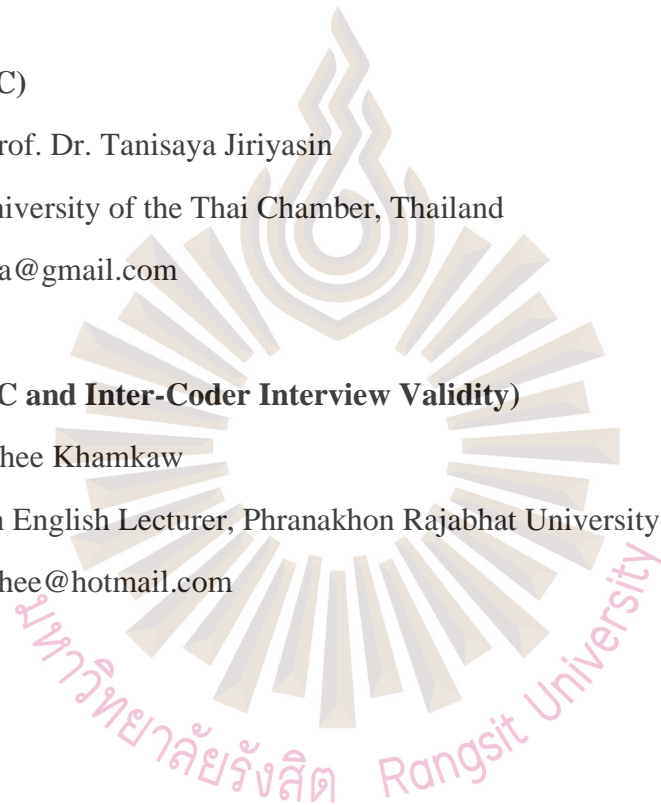 C)
rof. Dr. Tanisaya Jiriyasin
niversity of the Thai Chamber, Thailand
a@gmail.com
C and Inter-Coder Interview Validity)
hee Khamkaw
n English Lecturer, Phranakhon Rajabhat University
hee@hotmail.com
มหาวิทยาลัยรังสิต Rangsit University